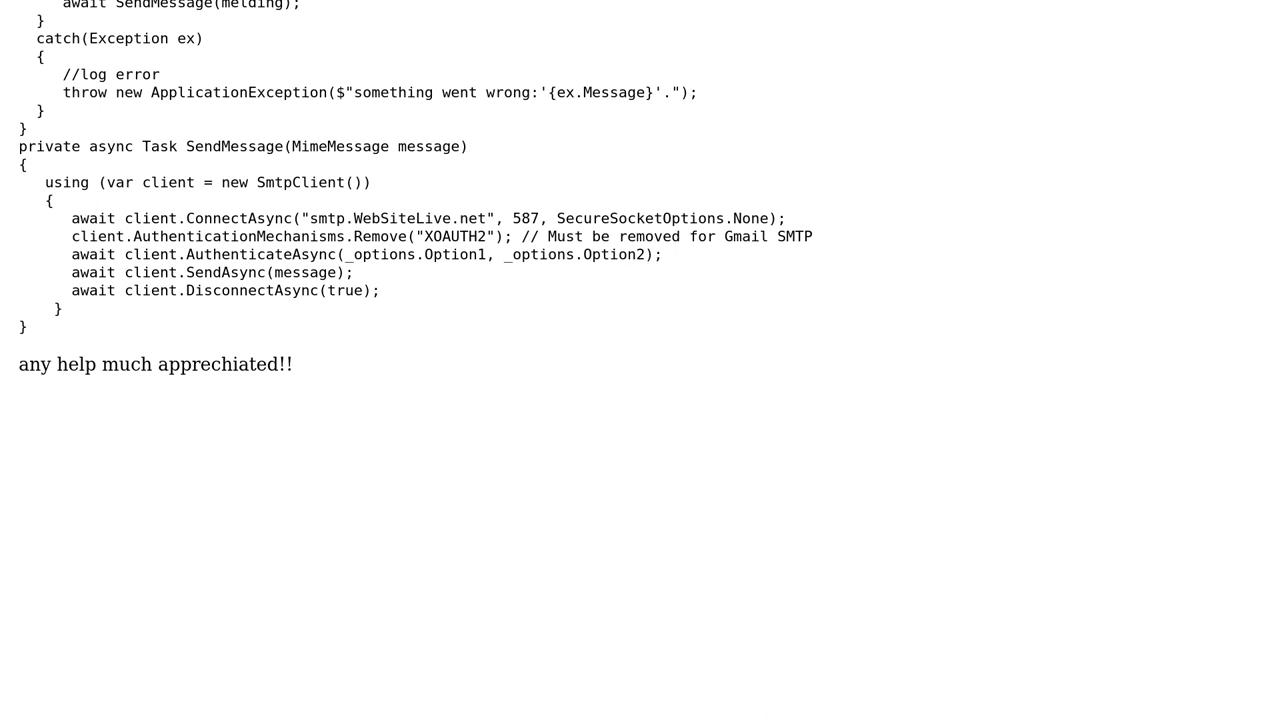 await SendMessage(melding);
}
catch(Exception ex)
{
//log error
throw new ApplicationException($"something went wrong:'{ex.Message}'.");
}
}
private async Task SendMessage(MimeMessage message)
{
using (var client = new SmtpClient())
{
await client.ConnectAsync("smtp.WebSiteLive.net", 587, SecureSocketOptions.None);
client.AuthenticationMechanisms.Remove("XOAUTH2"); // Must be removed for Gmail SMTP
await client.AuthenticateAsync(_options.Option1, _options.Option2);
await client.SendAsync(message);
await client.DisconnectAsync(true);
}
}
any help much apprechiated!!